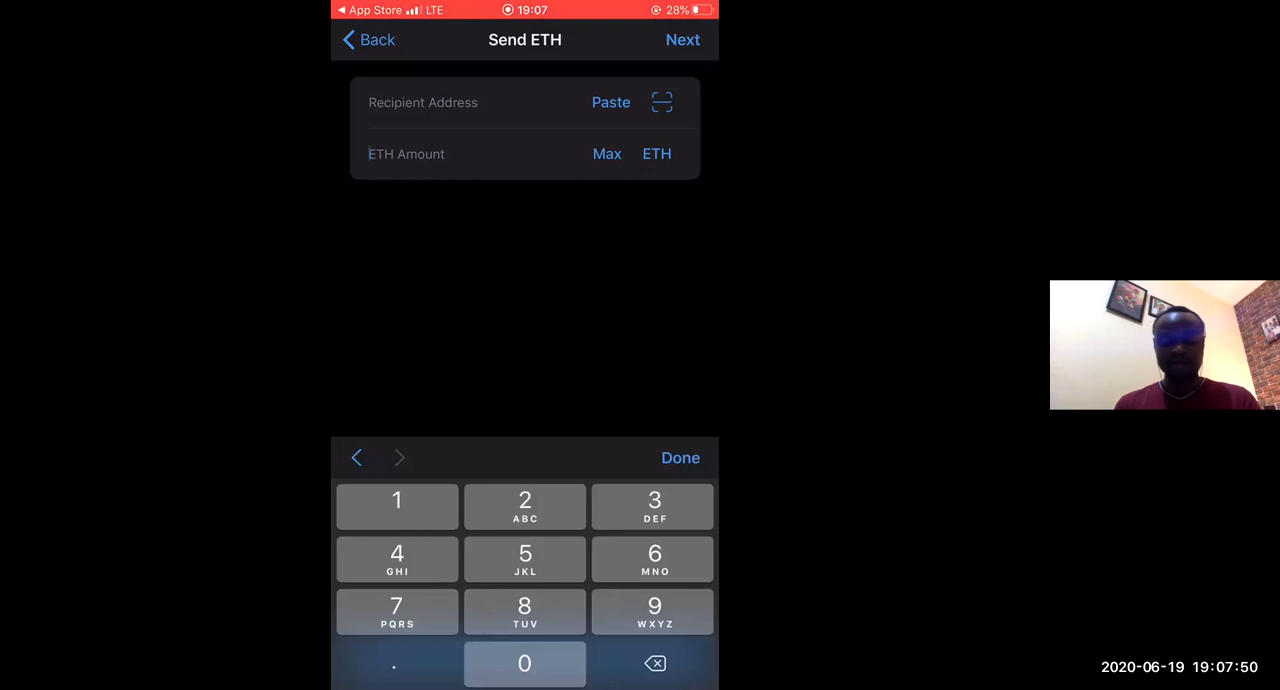 App Store LTE 19:07 28%
Back Send ETH Next
Recipient Address Paste
ETH Amount Max ETH
Done
1 2 3
ABC DEF
4 5 6
GHI JKL MNO
7 8 9
PQRS TUV WXYZ
. 0
2020-06-19 19:07:50